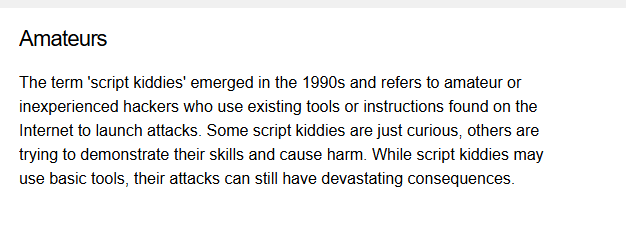 Amateurs
The term 'script kiddies' emerged in the 1990s and refers to amateur or
inexperienced hackers who use existing tools or instructions found on the
Internet to launch attacks. Some script kiddies are just curious, others are
trying to demonstrate their skills and cause harm. While script kiddies may
use basic tools, their attacks can still have devastating consequences.